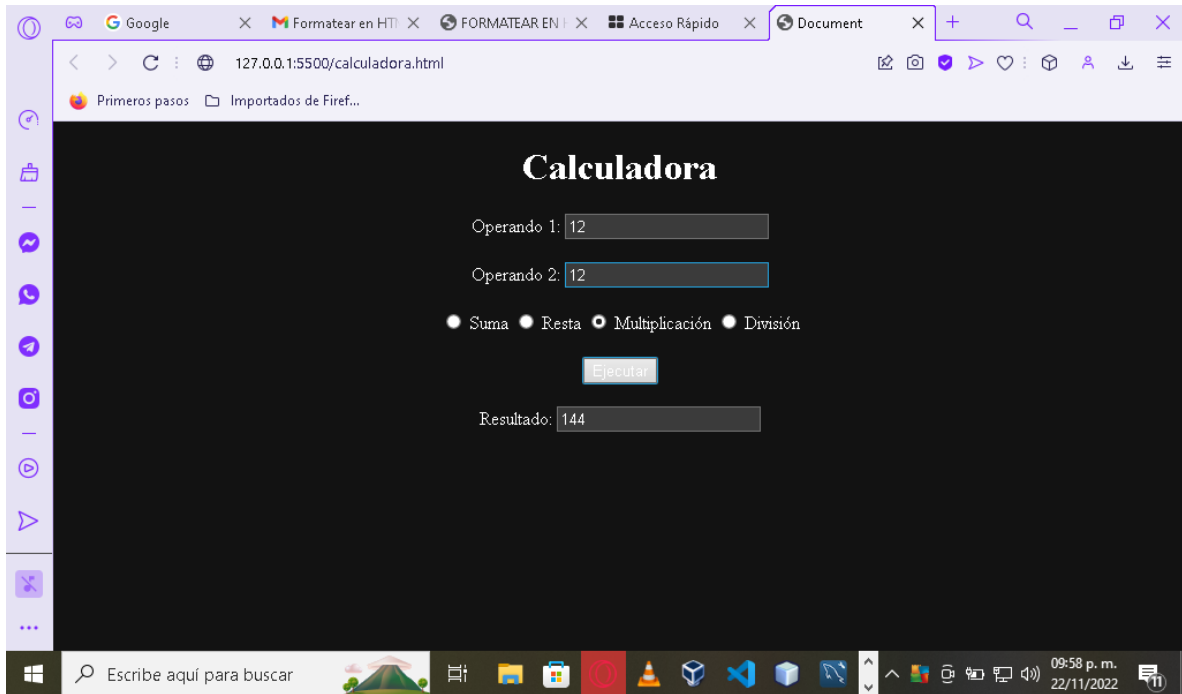 Google
Formatear en HT
FORMATEAR EN H
Acceso Rápido
Document
127.0.0.1:5500/calculadora.html
Primeros pasos
Importados de Firef...
Calculadora
Operando 1: 12
Operando 2: 12
Suma Resta Multiplicación División
Ejecutar
Resultado: 144
Escribe aquí para buscar
09:58 p. m.
22/11/2022
11